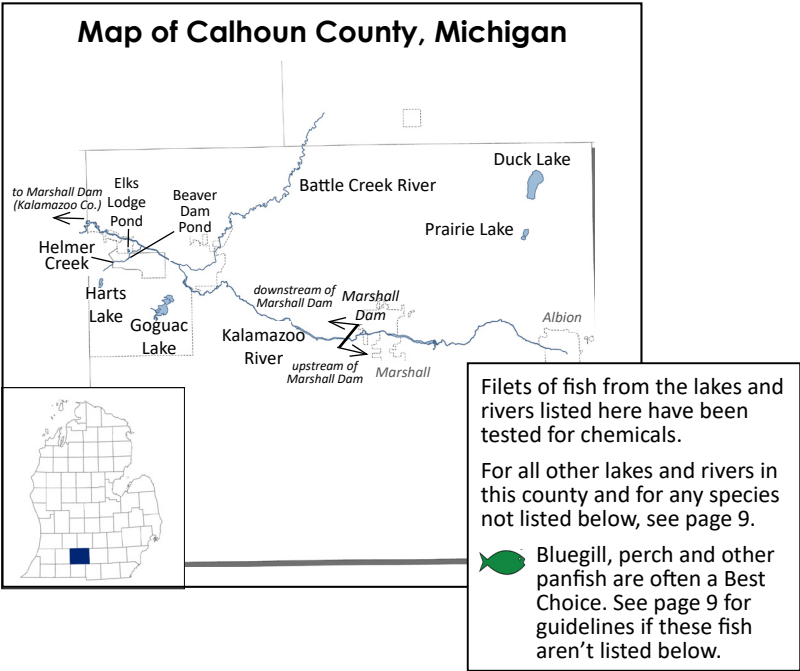 Map of Calhoun County, Michigan
Duck Lake
to Marshall Dam
(Kalamazoo Co.)
Elks
Lodge
Pond
Beaver
Dam
Pond
Battle Creek River
Prairie Lake
Helmer
Creek
Harts
Lake
Goguac
Lake
downstream of
Marshall Dam
Marshall
Dam
Kalamazoo
River
upstream of
Marshall Dam
Marshall
Albion
Filets of fish from the lakes and
rivers listed here have been
tested for chemicals.
For all other lakes and rivers in
this county and for any species
not listed below, see page 9.
Bluegill, perch and other
panfish are often a Best
Choice. See page 9 for
guidelines if these fish
aren't listed below.